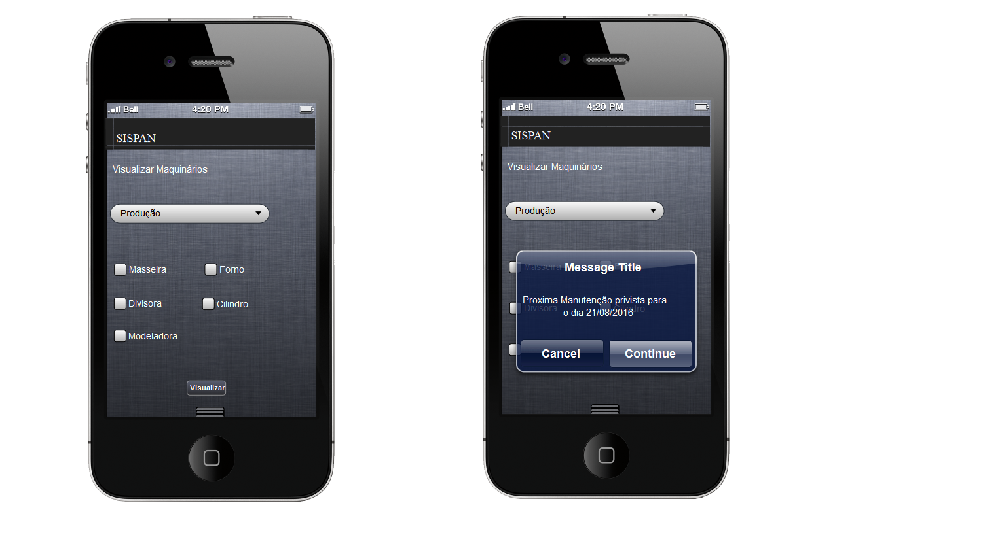 Bell 4:20 PM
SISPAN
Visualizar Maquinários
Produção
Masseira Forno
Divisora Cilindro
Modeladora
Visualizar
Bell 4:20 PM
SISPAN
Visualizar Maquinários
Produção
Masseira
Message Title
Proxima Manutenção privista para
o dia 21/08/2016
Divisora Cilindro
Cancel Continue